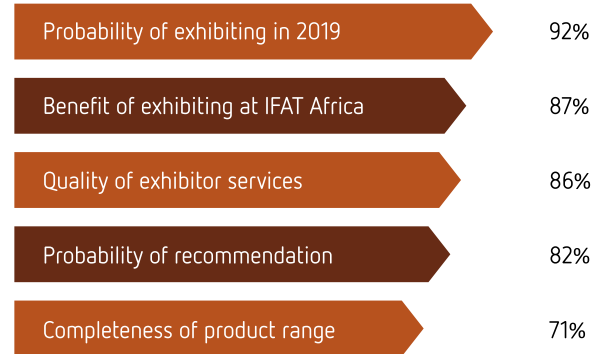 Probability of exhibiting in 2019 92%
Benefit of exhibiting at IFAT Africa 87%
Quality of exhibitor services 86%
Probability of recommendation 82%
Completeness of product range 71%